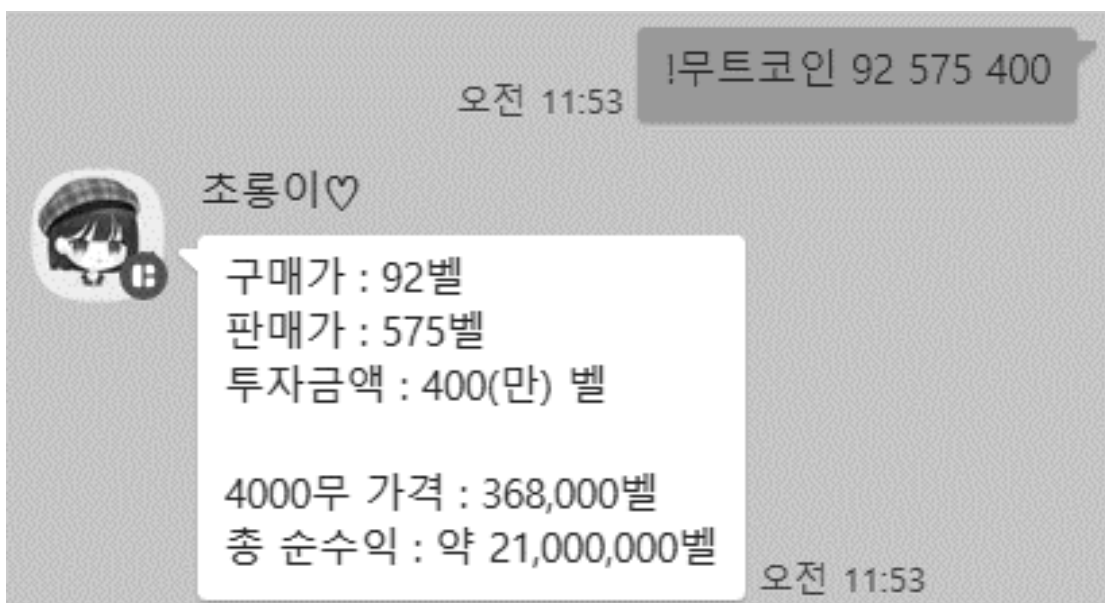 !무트코인 92 575 400
오전 11:53
초롱이♡
구매가 : 92벨
판매가 : 575벨
투자금액 : 400(만) 벨
4000무 가격 : 368,000벨
총 순수익 : 약 21,000,000벨
오전 11:53